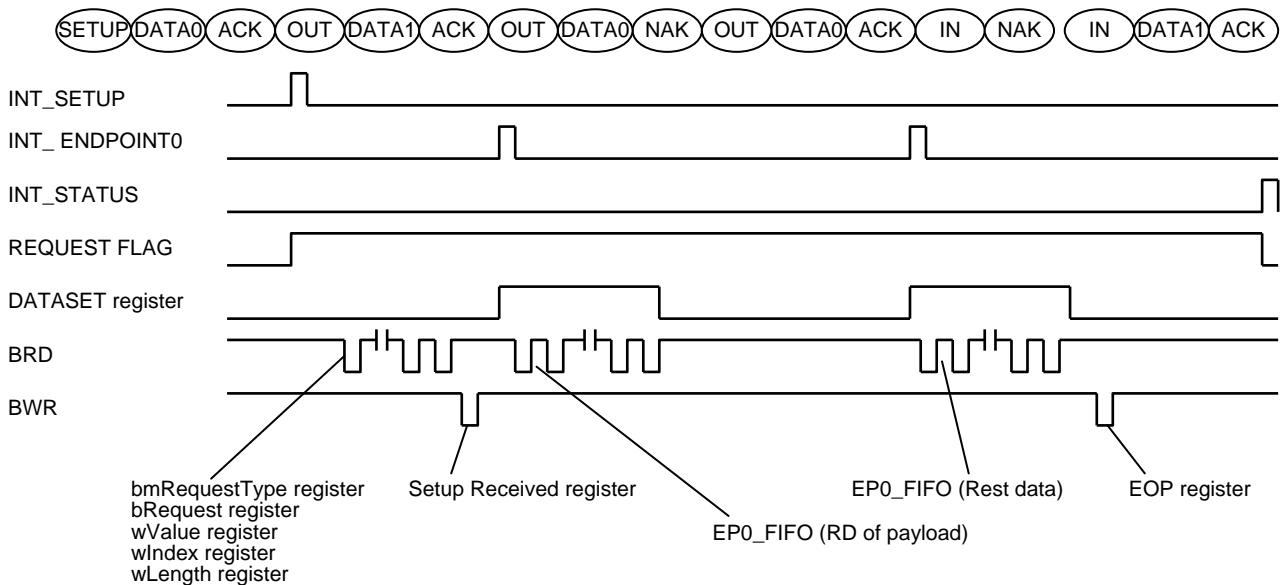 SETUP DATA0 ACK OUT DATA1 ACK OUT DATA0 NAK OUT DATA0 ACK IN NAK IN DATA1 ACK
INT_SETUP
INT_ ENDPOINT0
INT_STATUS
REQUEST FLAG
DATASET register
BRD
BWR
bmRequestType register
bRequest register
wValue register
wIndex register
wLength register
Setup Received register
EP0_FIFO (RD of payload)
EP0_FIFO (Rest data)
EOP register